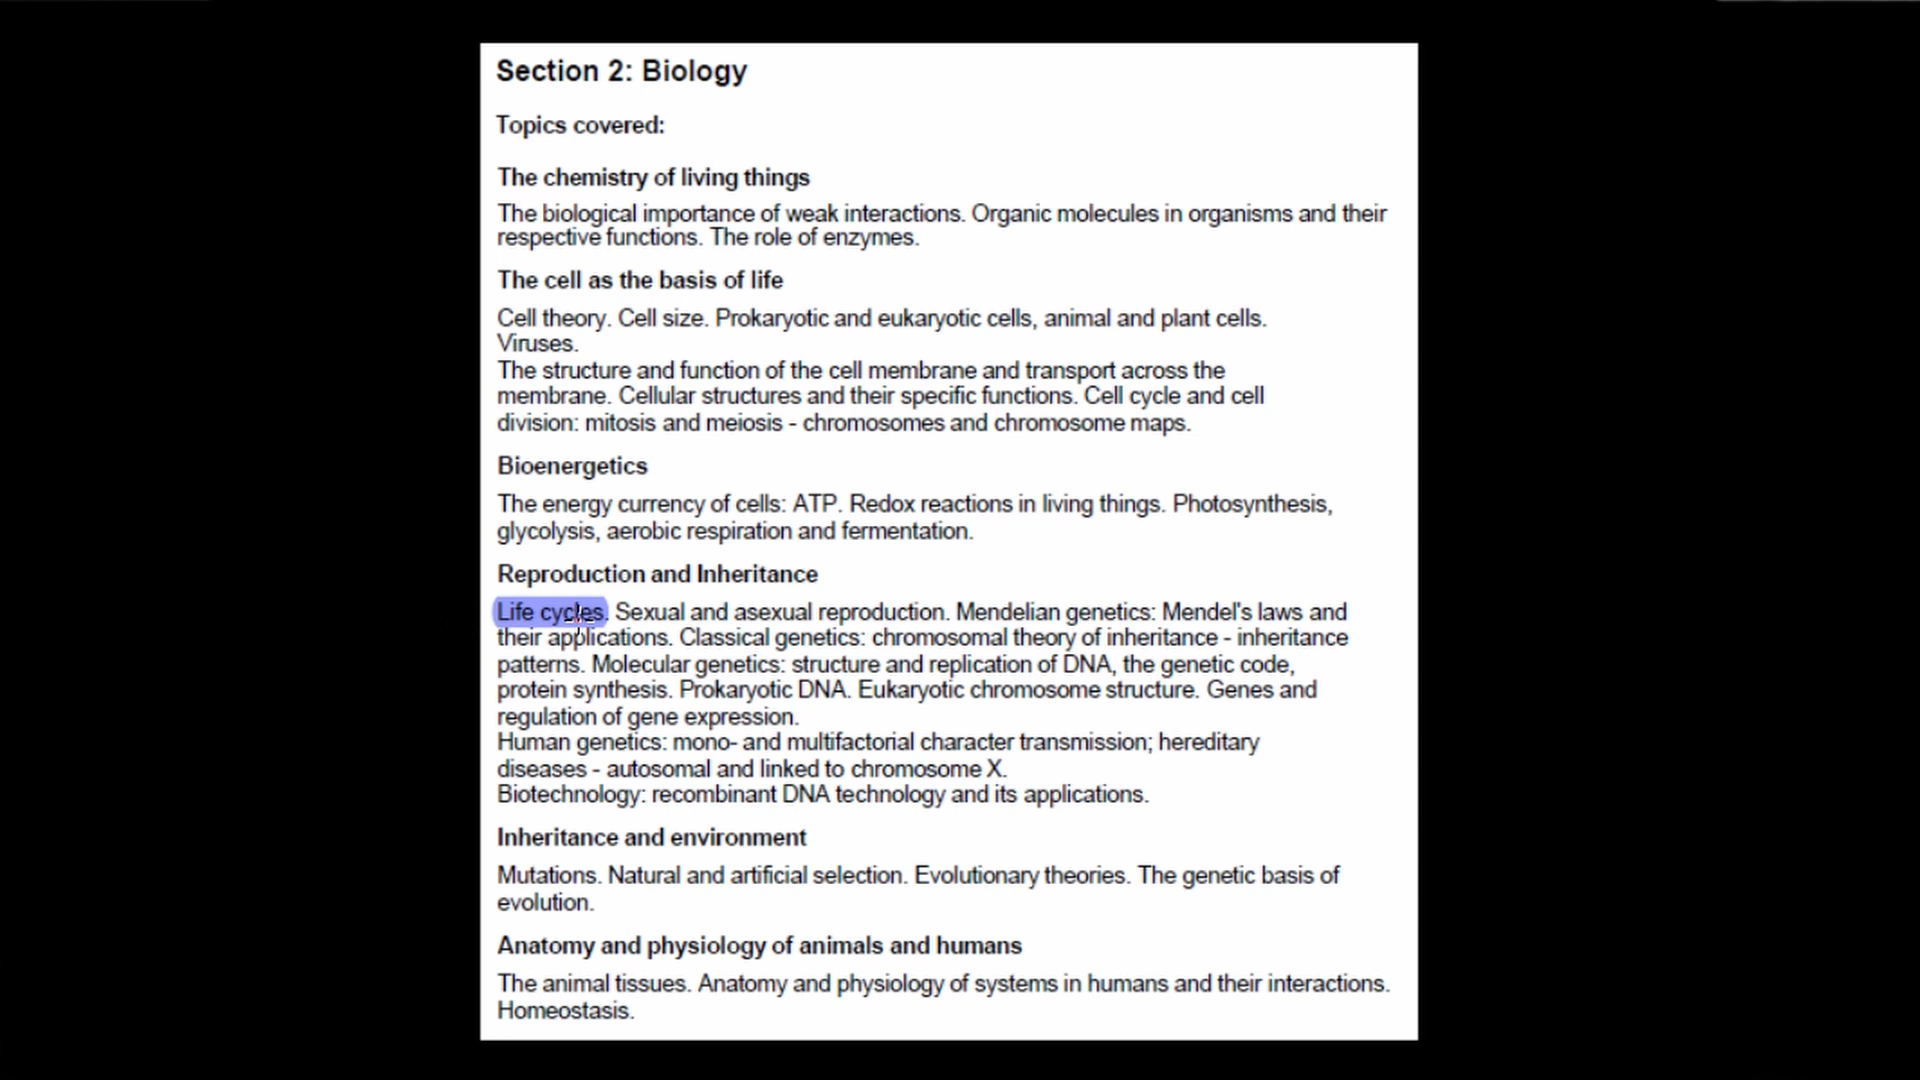 Section 2: Biology
Topics covered:
The chemistry of living things
The biological importance of weak interactions. Organic molecules in organisms and their
respective functions. The role of enzymes.
The cell as the basis of life
Cell theory. Cell size. Prokaryotic and eukaryotic cells, animal and plant cells.
Viruses.
The structure and function of the cell membrane and transport across the
membrane. Cellular structures and their specific functions. Cell cycle and cell
division: mitosis and meiosis - chromosomes and chromosome maps.
Bioenergetics
The energy currency of cells: ATP. Redox reactions in living things. Photosynthesis,
glycolysis, aerobic respiration and fermentation.
Reproduction and Inheritance
Life cycles. Sexual and asexual reproduction. Mendelian genetics: Mendel's laws and
their applications. Classical genetics: chromosomal theory of inheritance - inheritance
patterns. Molecular genetics: structure and replication of DNA, the genetic code,
protein synthesis. Prokaryotic DNA. Eukaryotic chromosome structure. Genes and
regulation of gene expression.
Human genetics: mono- and multifactorial character transmission; hereditary
diseases - autosomal and linked to chromosome X.
Biotechnology: recombinant DNA technology and its applications.
Inheritance and environment
Mutations. Natural and artificial selection. Evolutionary theories. The genetic basis of
evolution.
Anatomy and physiology of animals and humans
The animal tissues. Anatomy and physiology of systems in humans and their interactions.
Homeostasis.